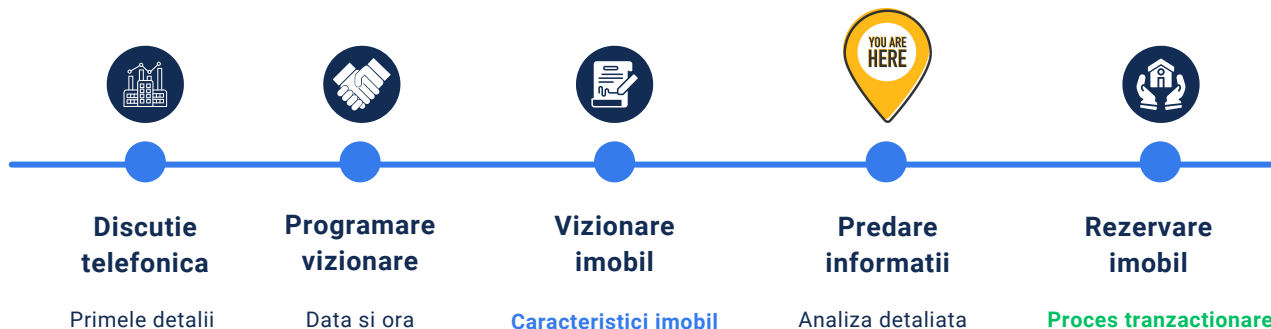 YOU ARE
HERE
Discutie
telefonica
Primele detalii
Programare
vizionare
Data si ora
Vizionare
imobil
Caracteristici imobil
Predare
informatii
Analiza detaliata
Rezervare
imobil
Proces tranzactionare